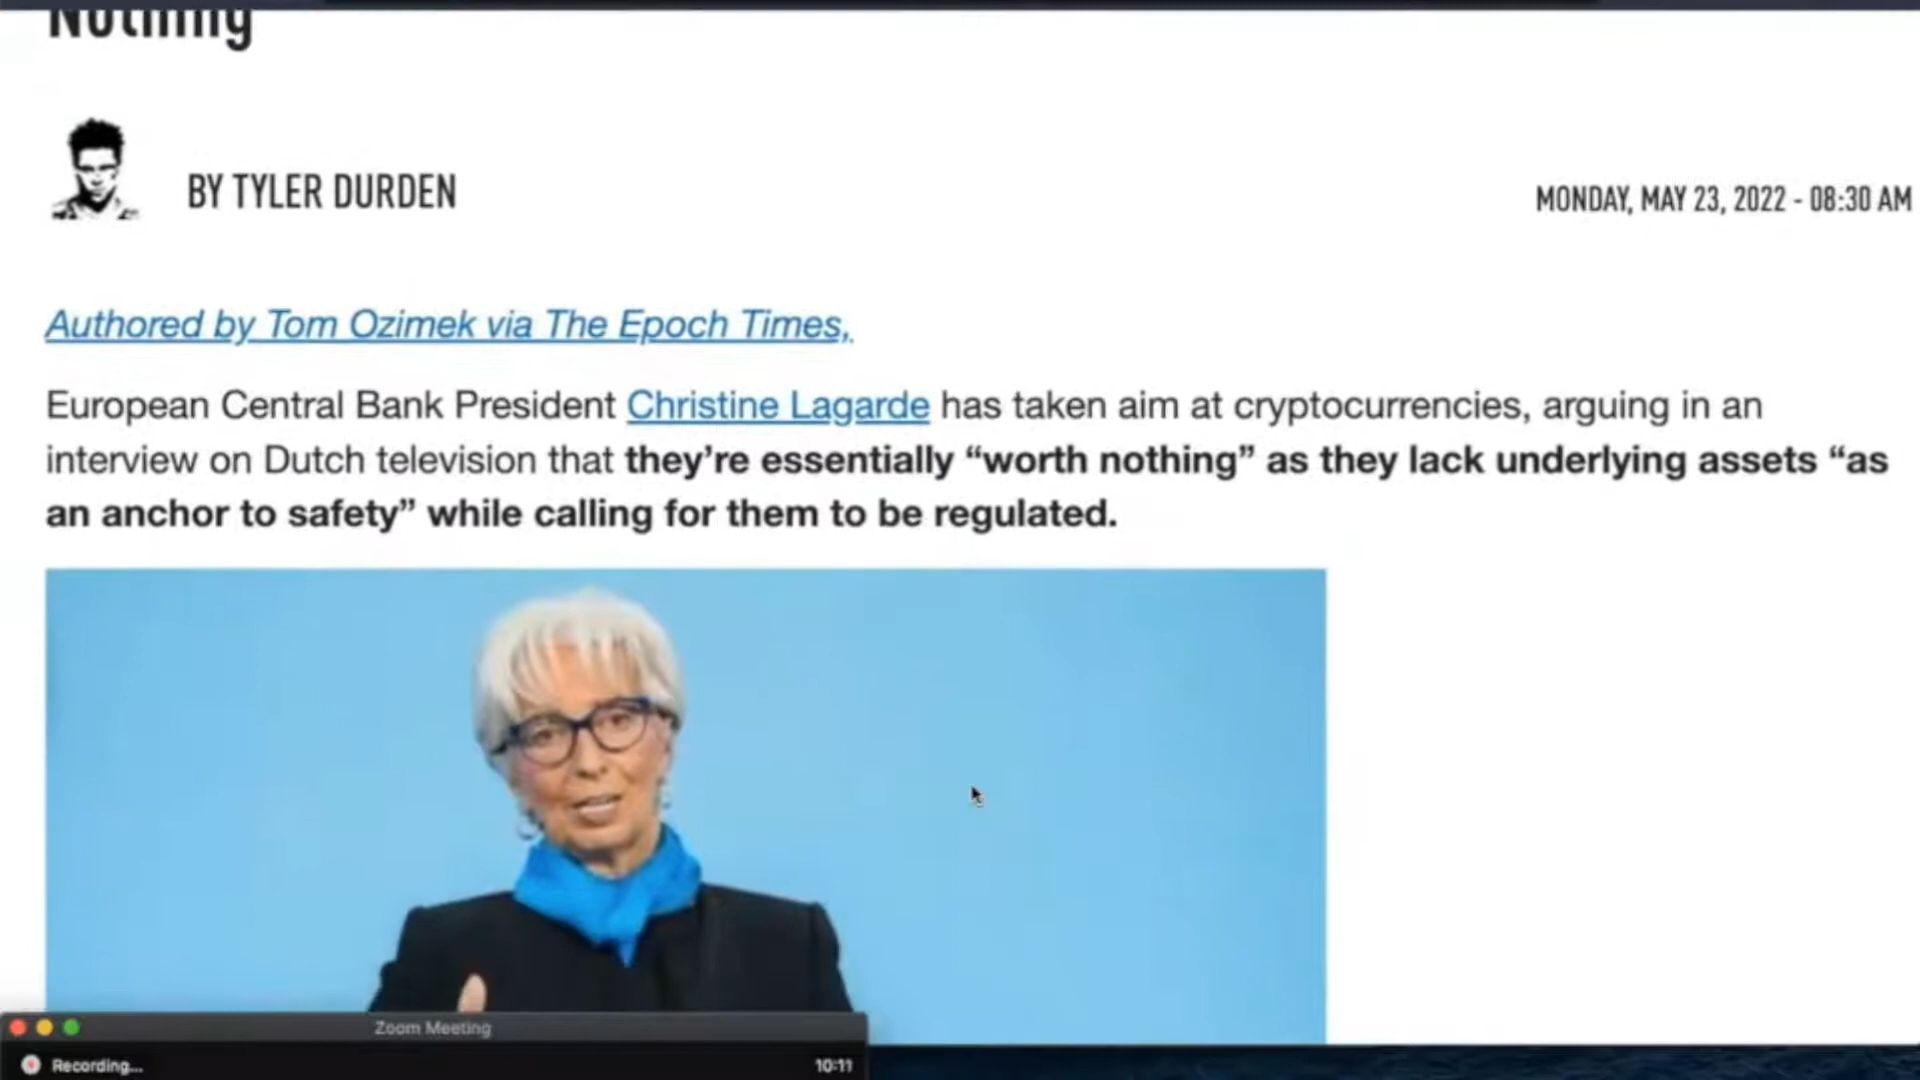 Nothing
BY TYLER DURDEN
MONDAY, MAY 23, 2022 - 08:30 AM
Authored by Tom Ozimek via The Epoch Times,
European Central Bank President Christine Lagarde has taken aim at cryptocurrencies, arguing in an
interview on Dutch television that they’re essentially “worth nothing” as they lack underlying assets “as
an anchor to safety” while calling for them to be regulated.
Zoom Meeting
Recording...
10:11